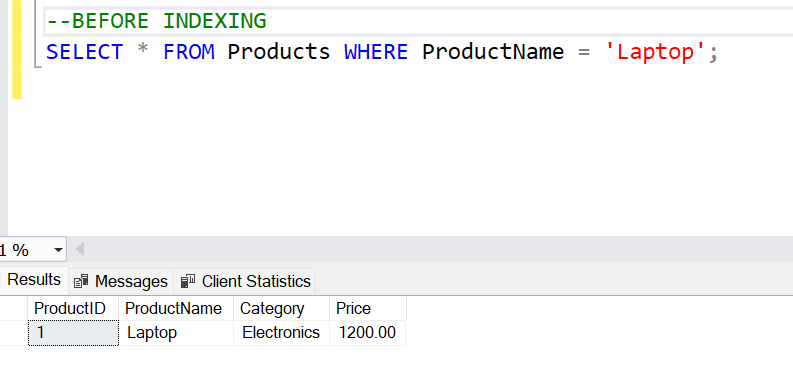 --BEFORE INDEXING
SELECT * FROM Products WHERE ProductName = 'Laptop';
1 %
Results Messages Client Statistics
ProductID ProductName Category Price
1 Laptop Electronics 1200.00